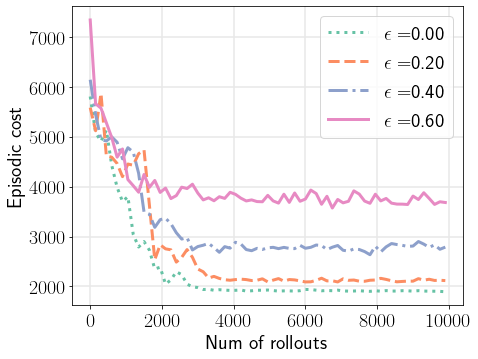 Episodic cost
7000
6000
5000
4000
3000
2000
ϵ =0.00
ϵ =0.20
ϵ =0.40
ϵ =0.60
0 2000 4000 6000 8000 10000
Num of rollouts